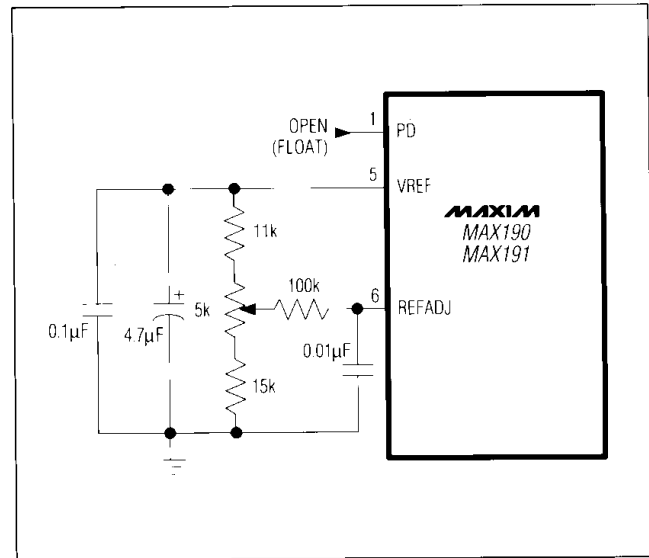 OPEN
(FLOAT)
1
PD
5
VREF
MAXIM
MAX190
MAX191
11k
100k
6
REFADJ
5k
0.1µF
+
4.7µF
0.01µF
15k